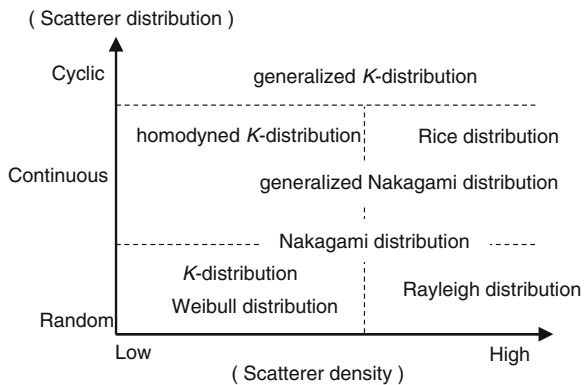 ( Scatterer distribution )
Cyclic
generalized K-distribution
homodyned K-distribution
Rice distribution
Continuous
generalized Nakagami distribution
Nakagami distribution
K-distribution
Weibull distribution
Rayleigh distribution
Random
Low
High
( Scatterer density )